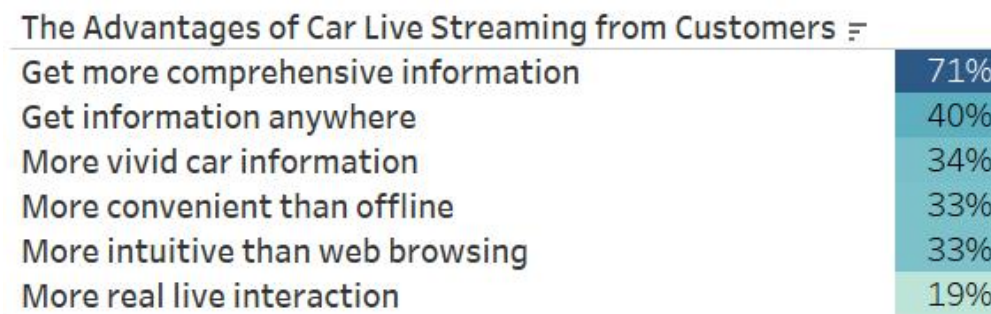 The Advantages of Car Live Streaming from Customers
Get more comprehensive information 71%
Get information anywhere 40%
More vivid car information 34%
More convenient than offline 33%
More intuitive than web browsing 33%
More real live interaction 19%